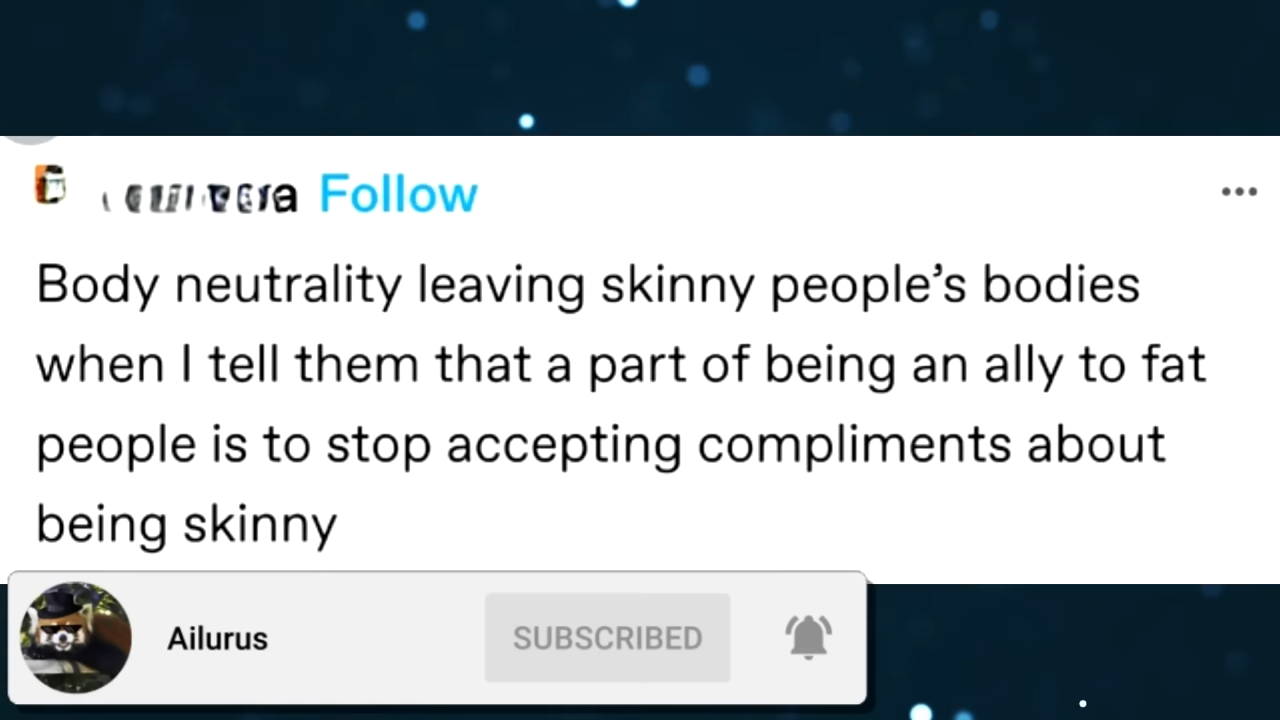 Follow
Body neutrality leaving skinny people’s bodies
when I tell them that a part of being an ally to fat
people is to stop accepting compliments about
being skinny
Ailurus SUBSCRIBED